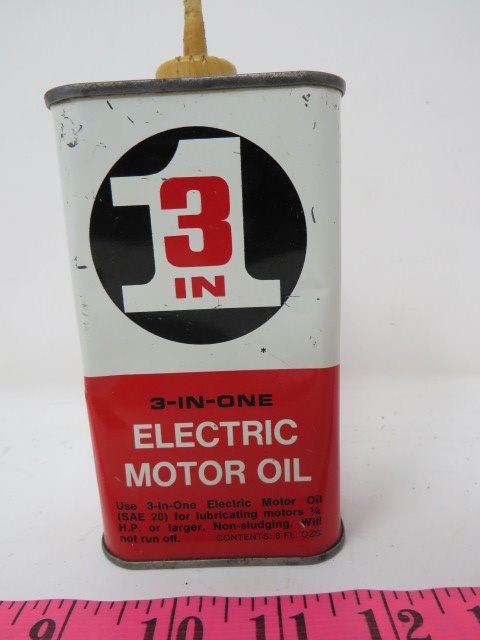 1
3
IN
*
3-IN-ONE
ELECTRIC
MOTOR OIL
Use 3-In-One Electric Motor Oil
(SAE 20) for lubricating motors ¼
H.P. or larger. Non-sludging. Will
not run off. CONTENTS: 8 FL. OZS.
9 10 11 12